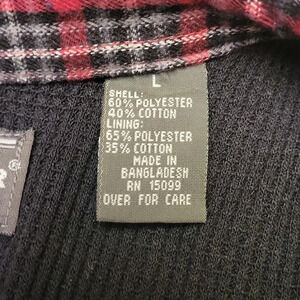 L
SHELL:
60% POLYESTER
40% COTTON
LINING:
65% POLYESTER
35% COTTON
MADE IN
BANGLADESH
RN 15099
OVER FOR CARE
R®